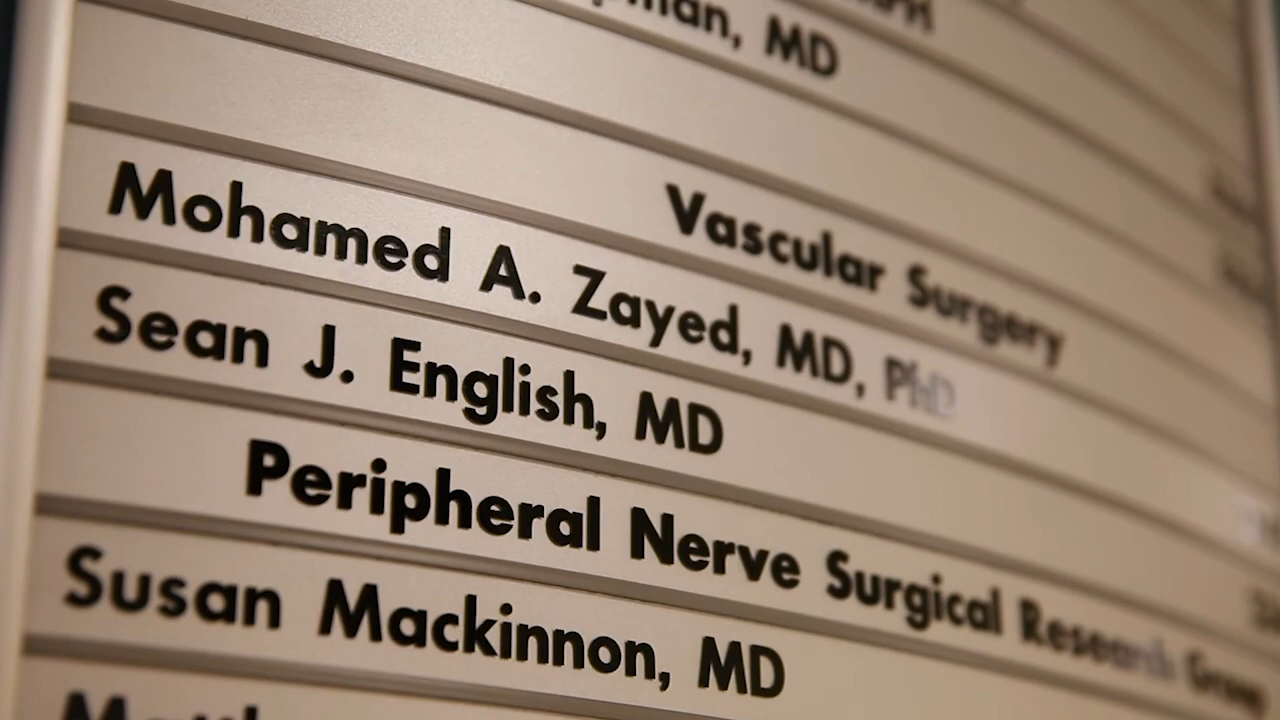 MD
Vascular Surgery
Mohamed A. Zayed, MD, PhD
Sean J. English, MD
Peripheral Nerve Surgical Research Group
Susan Mackinnon, MD